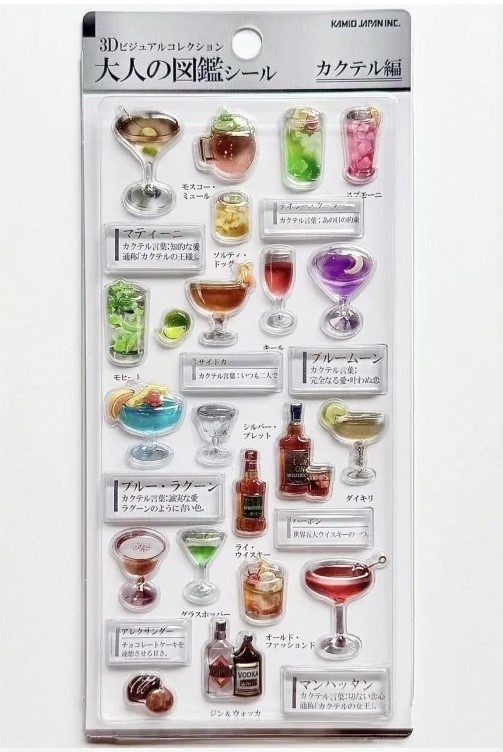 KAMIO JAPAN INC.
3Dビジュアルコレクション
大人の図鑑シール
カクテル編
モスコー・
ミュール
スプモーニ
カクテル言葉:あの日の約束
マティーニ
カクテル言葉:知的な愛
通称「カクテルの王様」
ソルティ・
ドッグ
キール
サイドカ
カクテル言葉:いつも二人で
ブルームーン
カクテル言葉:
完全なる愛・叶わぬ恋
モヒート
シルバー・
ブレット
ダイキリ
ブルー・ラグーン
カクテル言葉:誠実な愛
ラグーンのように青い色。
バーボン
世界五大ウイスキーの一つ。
ライ・
ウイスキー
グラスホッパー
アレクサンダー
チョコレートケーキを
連想させる甘さ。
オールド・
ファッションド
VODKA
ジン&ウォッカ
マンハッタン
カクテル言葉:切ない恋心
通称「カクテルの女王」